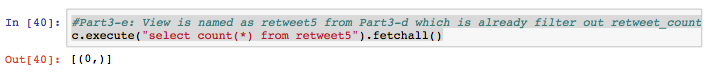 In [40]: #Part3-e: View is named as retweet5 from Part3-d which is already filter out retweet_count
c.execute("select count(*) from retweet5").fetchall()
Out[40]: [(0,)]